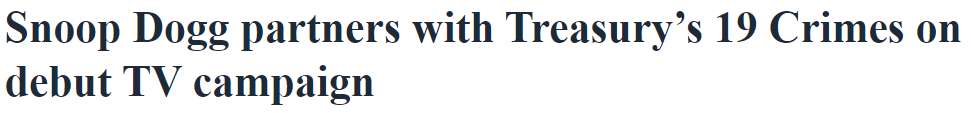 Snoop Dogg partners with Treasury’s 19 Crimes on
debut TV campaign